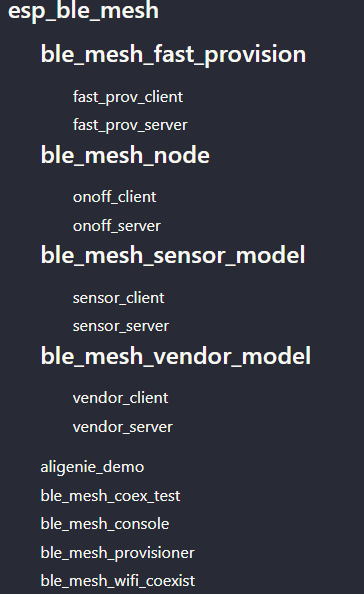 esp_ble_mesh
ble_mesh_fast_provision
fast_prov_client
fast_prov_server
ble_mesh_node
onoff_client
onoff_server
ble_mesh_sensor_model
sensor_client
sensor_server
ble_mesh_vendor_model
vendor_client
vendor_server
aligenie_demo
ble_mesh_coex_test
ble_mesh_console
ble_mesh_provisioner
ble_mesh_wifi_coexist